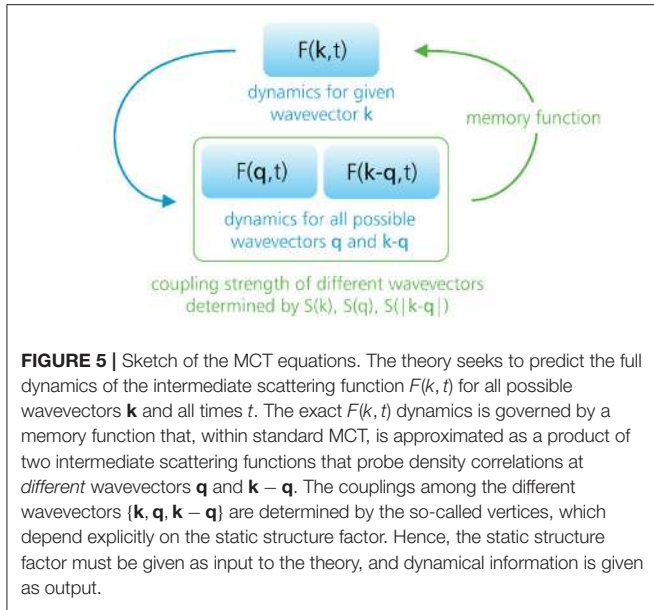 F(k,t)
dynamics for given
wavevector k
memory function
F(q,t) F(k-q,t)
dynamics for all possible
wavevectors q and k-q
coupling strength of different wavevectors
determined by S(k), S(q), S(|k-q|)
FIGURE 5 | Sketch of the MCT equations. The theory seeks to predict the full
dynamics of the intermediate scattering function F(k, t) for all possible
wavevectors k and all times t. The exact F(k, t) dynamics is governed by a
memory function that, within standard MCT, is approximated as a product of
two intermediate scattering functions that probe density correlations at
different wavevectors q and k − q. The couplings among the different
wavevectors {k, q, k − q} are determined by the so-called vertices, which
depend explicitly on the static structure factor. Hence, the static structure
factor must be given as input to the theory, and dynamical information is given
as output.